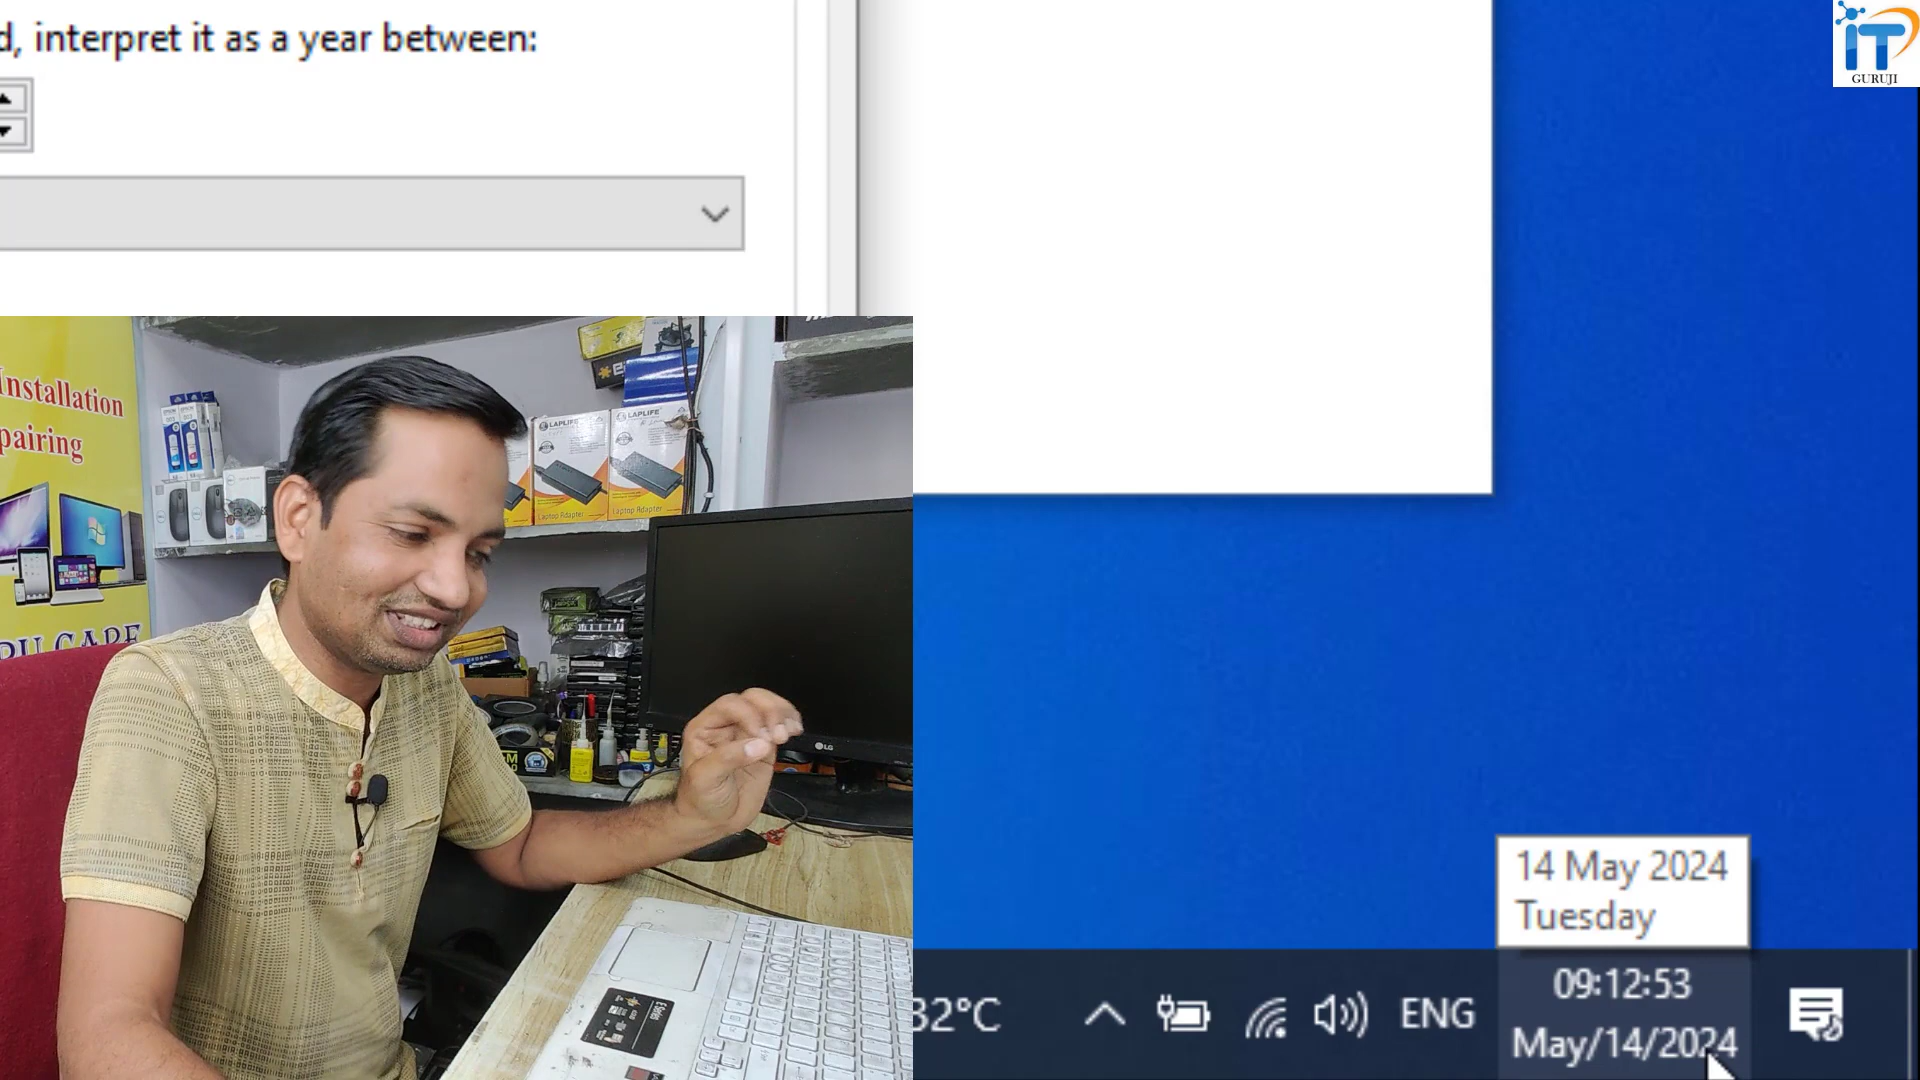 d, interpret it as a year between:
iT
GURUJI
Installation
pairing
LAPLIFE
LAPLIFE
Laptop Adapter
Laptop Adapter
LG
E Series
14 May 2024
Tuesday
32°C
ENG
09:12:53
May/14/2024